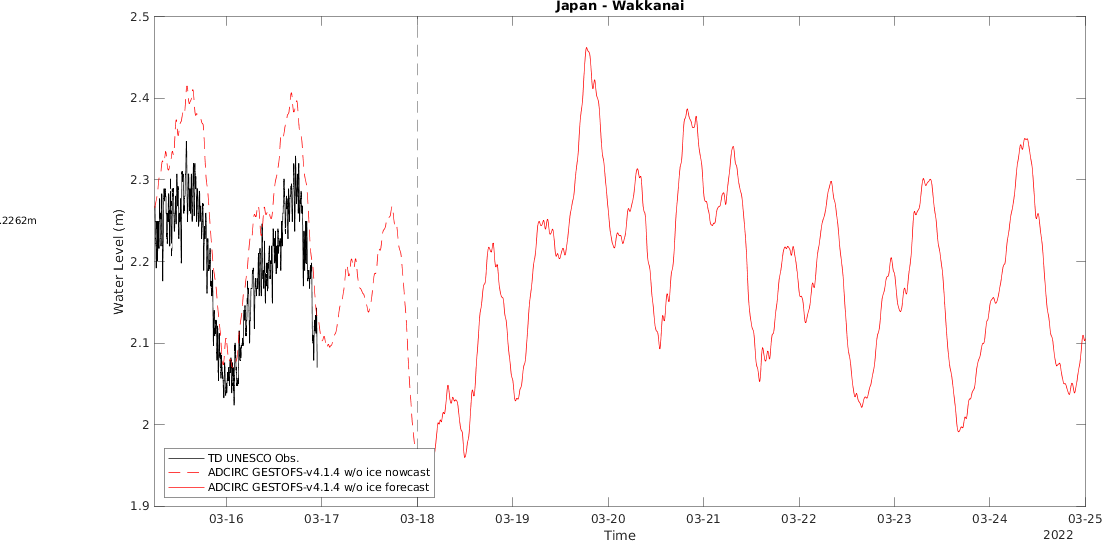 Japan - Wakkanai
2.5
2.4
2.3
2.2
2.1
2
1.9
Water Level (m)
.2262m
TD UNESCO Obs.
ADCIRC GESTOFS-v4.1.4 w/o ice nowcast
ADCIRC GESTOFS-v4.1.4 w/o ice forecast
03-16
03-17
03-18
03-19
03-20
03-21
03-22
03-23
03-24
03-25
Time
2022